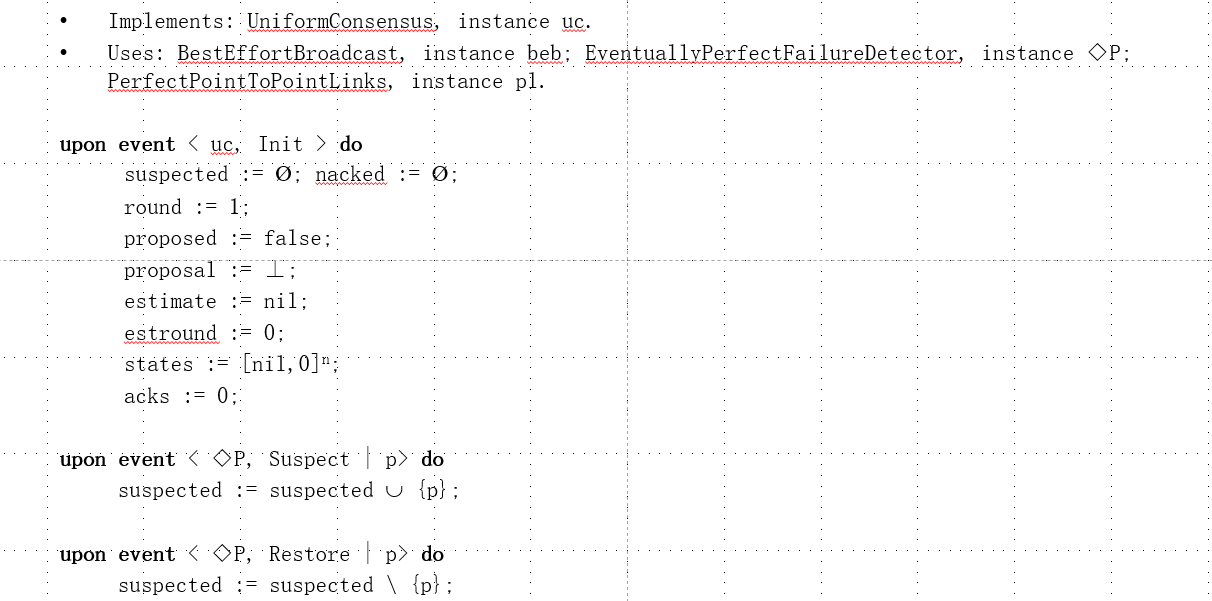 • Implements: UniformConsensus, instance uc.
• Uses: BestEffortBroadcast, instance beb; EventuallyPerfectFailureDetector, instance ◇P;
PerfectPointToPointLinks, instance pl.
upon event < uc, Init > do
suspected := Ø; nacked := Ø;
round := 1;
proposed := false;
proposal := ⊥;
estimate := nil;
estround := 0;
states := [nil,0]ⁿ;
acks := 0;
upon event < ◇P, Suspect | p> do
suspected := suspected ∪ {p};
upon event < ◇P, Restore | p> do
suspected := suspected \ {p};